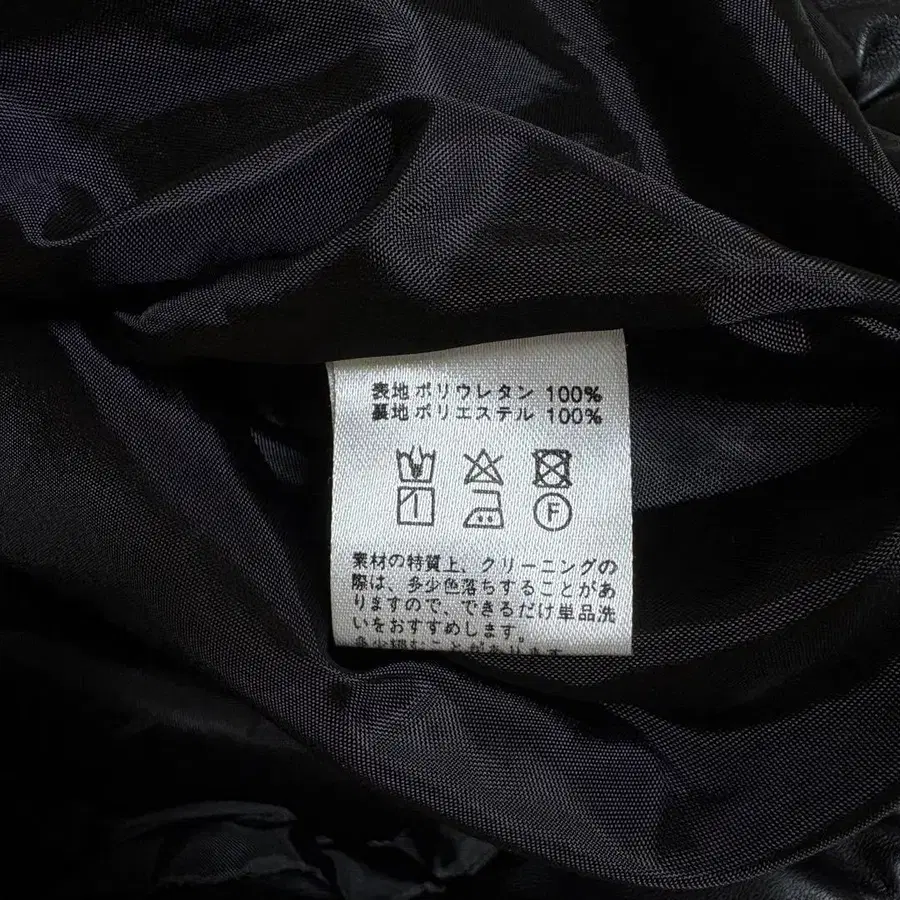 表地 ポリウレタン 100%
裏地 ポリエステル 100%
F
素材の特質上、クリーニングの
際は、多少色落ちすることがあ
りますので、できるだけ単品洗
いをおすすめします。